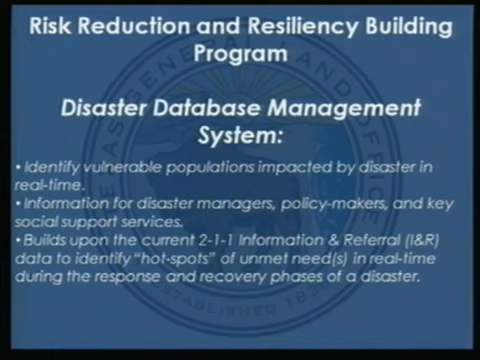 Risk Reduction and Resiliency Building
Program
Disaster Database Management
System:
• Identify vulnerable populations impacted by disaster in
real-time.
• Information for disaster managers, policy-makers, and key
social support services.
• Builds upon the current 2-1-1 Information & Referral (I&R)
data to identify “hot-spots” of unmet need(s) in real-time
during the response and recovery phases of a disaster.